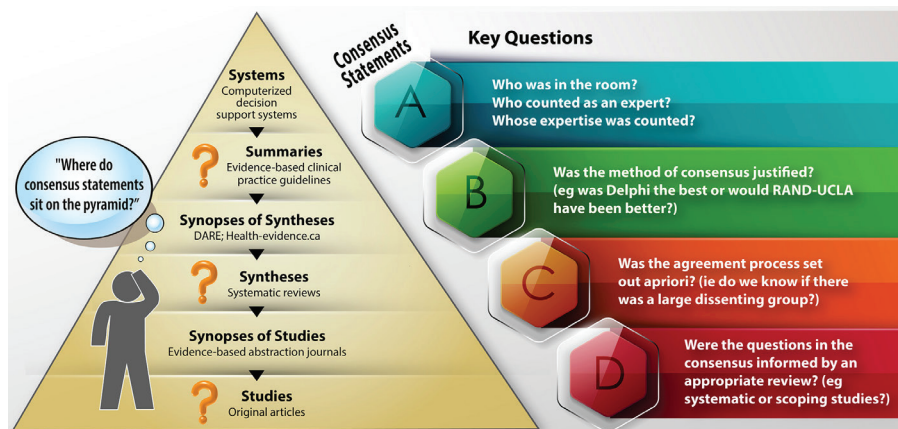 "Where do
consensus statements
sit on the pyramid?"
Systems
Computerized
decision
support systems
?
Summaries
Evidence-based clinical
practice guidelines
Synopses of Syntheses
DARE; Health-evidence.ca
?
Syntheses
Systematic reviews
Synopses of Studies
Evidence-based abstraction journals
?
Studies
Original articles
Consensus
Statements
Key Questions
A
Who was in the room?
Who counted as an expert?
Whose expertise was counted?
B
Was the method of consensus justified?
(eg was Delphi the best or would RAND-UCLA
have been better?)
C
Was the agreement process set
out apriori? (ie do we know if there
was a large dissenting group?)
D
Were the questions in the
consensus informed by an
appropriate review? (eg
systematic or scoping studies?)